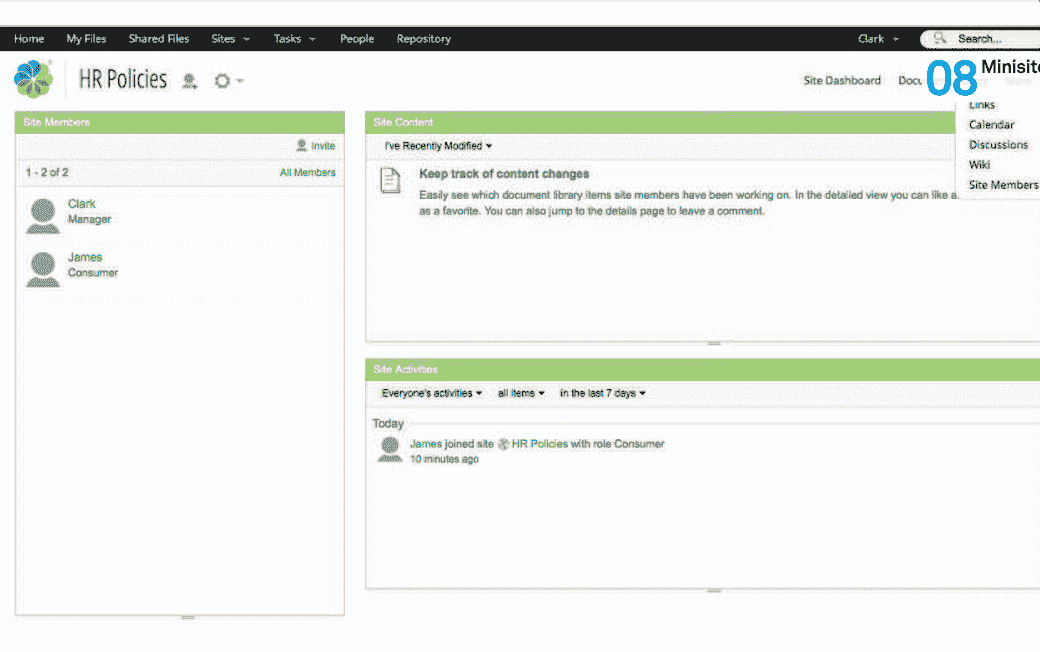 Home My Files Shared Files Sites Tasks People Repository Clark Search...
HR Policies
Site Dashboard
08 Minisite
Links
Calendar
Discussions
Wiki
Site Members
Site Members
Invite
1 - 2 of 2 All Members
Clark
Manager
James
Consumer
Site Content
I've Recently Modified
Keep track of content changes
Easily see which document library items site members have been working on. In the detailed view you can like a
as a favorite. You can also jump to the details page to leave a comment.
Site Activities
Everyone's activities all items in the last 7 days
Today
James joined site HR Policies with role Consumer
10 minutes ago